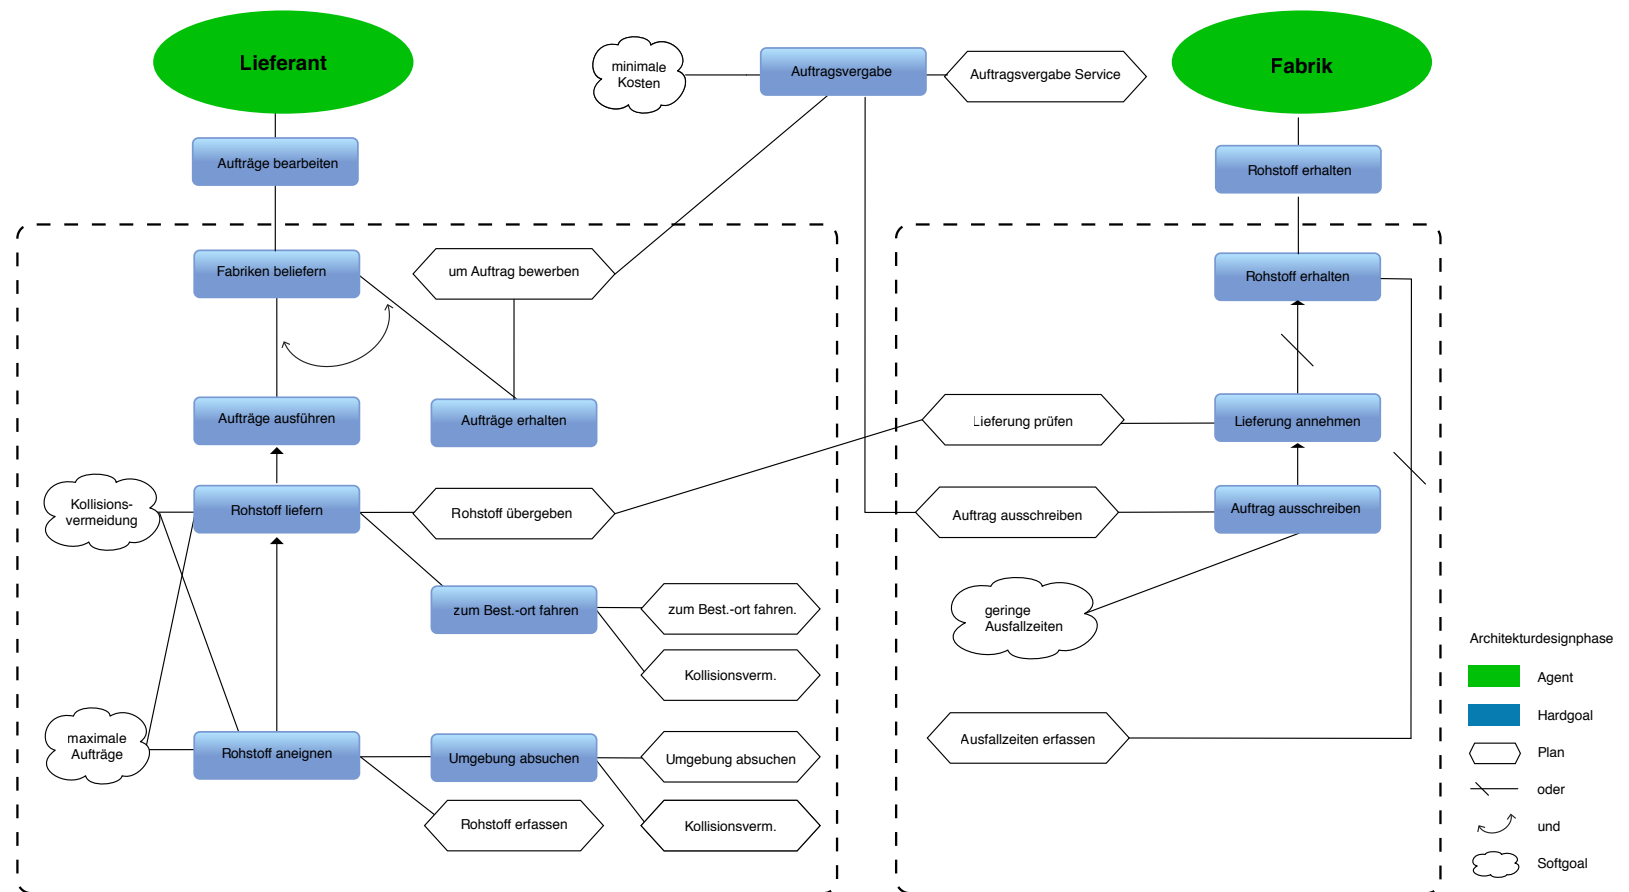 Lieferant
minimale
Kosten
Auftragsvergabe
Auftragsvergabe Service
Fabrik
Aufträge bearbeiten
Rohstoff erhalten
Fabriken beliefern
um Auftrag bewerben
Rohstoff erhalten
Aufträge ausführen
Aufträge erhalten
Lieferung prüfen
Lieferung annehmen
Kollisions-
vermeidung
Rohstoff liefern
Rohstoff übergeben
Auftrag ausschreiben
Auftrag ausschreiben
zum Best.-ort fahren
zum Best.-ort fahren.
geringe
Ausfallzeiten
Kollisionsverm.
maximale
Aufträge
Rohstoff aneignen
Umgebung absuchen
Umgebung absuchen
Ausfallzeiten erfassen
Rohstoff erfassen
Kollisionsverm.
Architekturdesignphase
Agent
Hardgoal
Plan
oder
und
Softgoal